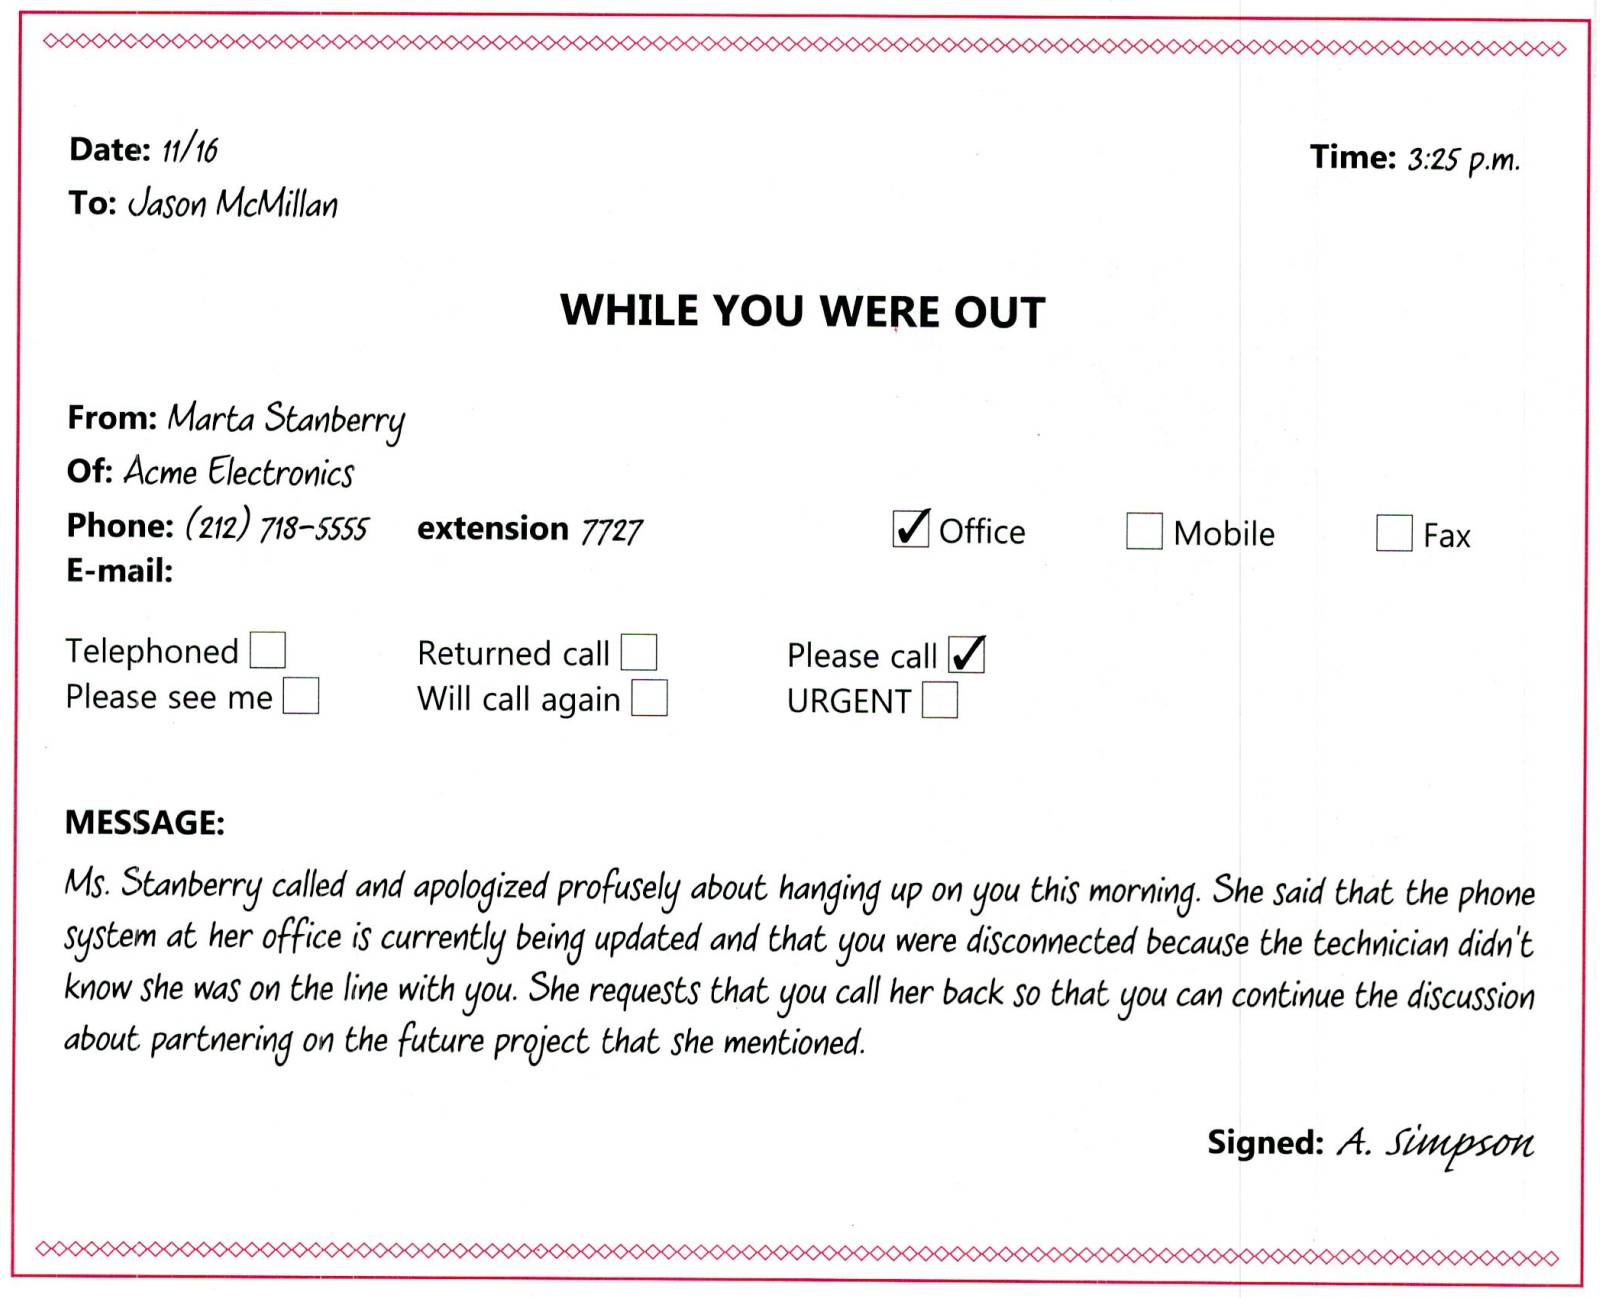 Date: 11/16
Time: 3:25 p.m.
To: Jason McMillan
WHILE YOU WERE OUT
From: Marta Stanberry
Of: Acme Electronics
Phone: (212) 718-5555 extension 7727 Office Mobile Fax
E-mail:
Telephoned Returned call Please call
Please see me Will call again URGENT
MESSAGE:
Ms. Stanberry called and apologized profusely about hanging up on you this morning. She said that the phone
system at her office is currently being updated and that you were disconnected because the technician didn't
know she was on the line with you. She requests that you call her back so that you can continue the discussion
about partnering on the future project that she mentioned.
Signed: A. Simpson